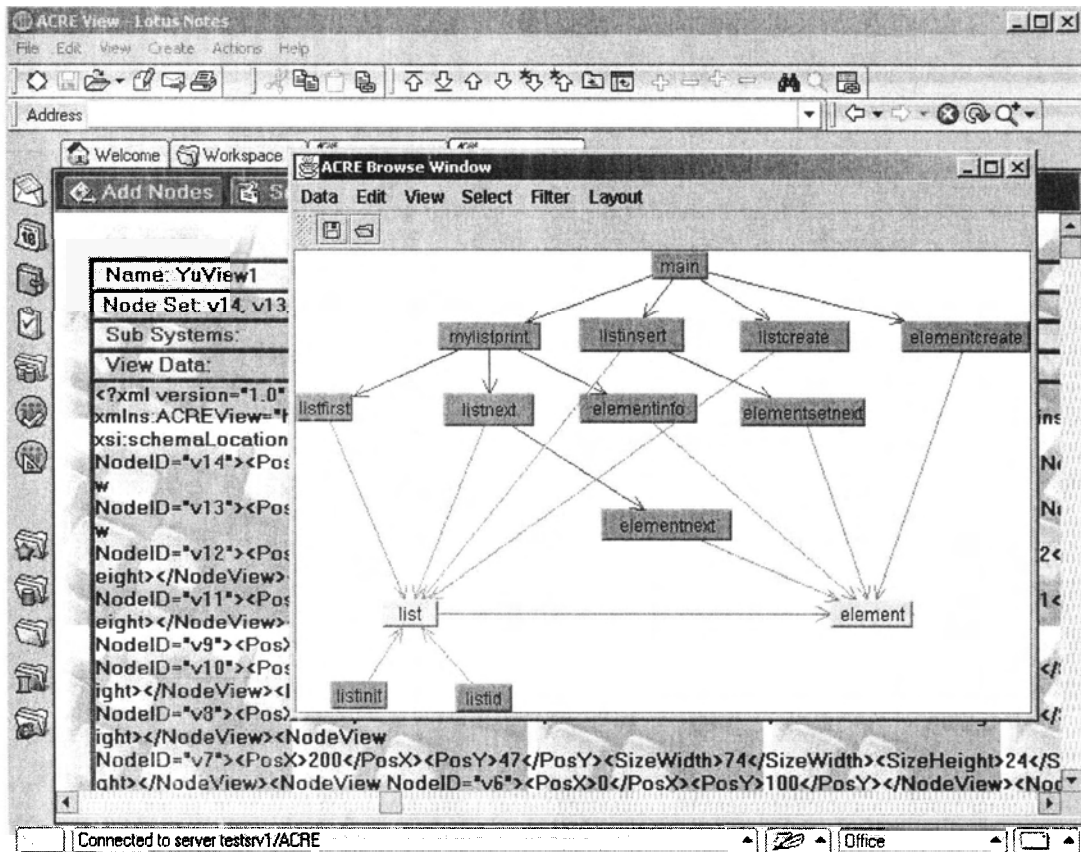 ACRE View - Lotus Notes
File Edit View Create Actions Help
Address
Welcome Workspace
Add Nodes
ACRE Browse Window
Data Edit View Select Filter Layout
main
mylistprint listinsert listcreate elementcreate
listfirst listnext elementinfo elementsetnext
elementnext
list element
listinit listid
Name: YuView1
Node Set: v14, v13,
Sub Systems:
View Data:
<?xml version="1.0"
xmlns:ACREView="h
xsi:schemaLocation
NodeID="v14"><Pos
w
NodeID="v13"><Pos
w
NodeID="v12"><Pos
eight></NodeView>
NodeID="v11"><Pos
eight></NodeView>
NodeID="v9"><Pos>
NodeID="v10"><Pos
ight></NodeView><I
NodeID="v8"><Pos>
ight></NodeView><NodeView
NodeID="v7"><PosX>200</PosX><PosY>47</PosY><SizeWidth>74</SizeWidth><SizeHeight>24</S
ght></NodeView><NodeView NodeID="v6"><PosX>0</PosX><PosY>100</PosY></NodeView><Nod
Connected to server testsrv1/ACRE Office